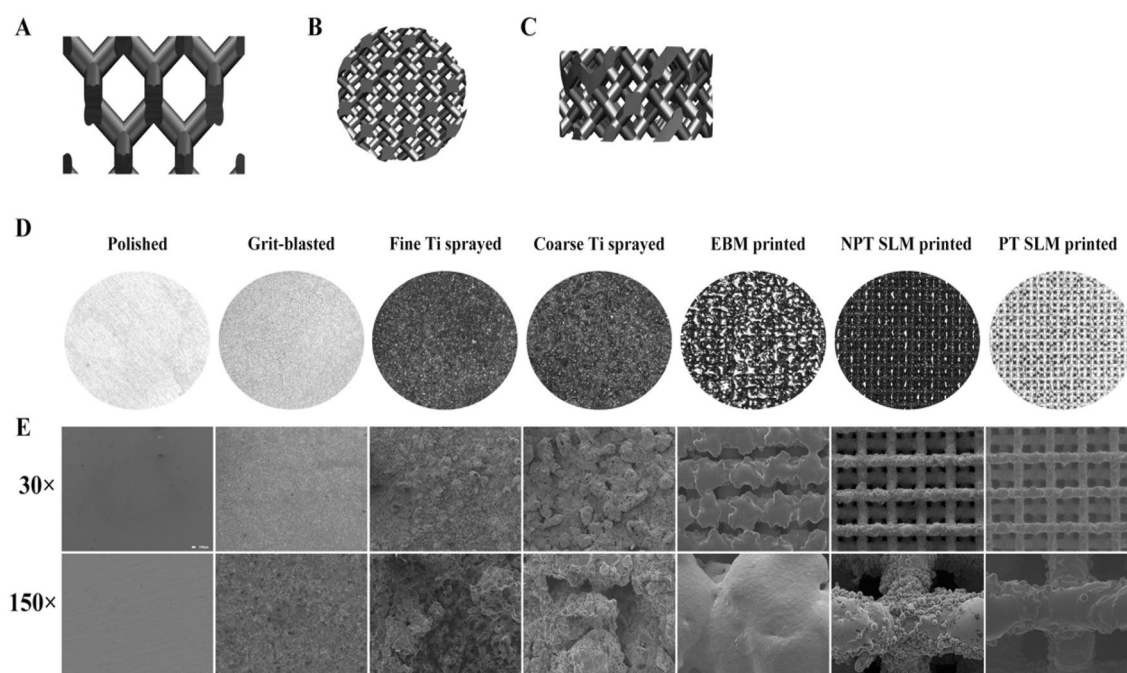 A
B
C
D
Polished
Grit-blasted
Fine Ti sprayed
Coarse Ti sprayed
EBM printed
NPT SLM printed
PT SLM printed
E
30×
150×